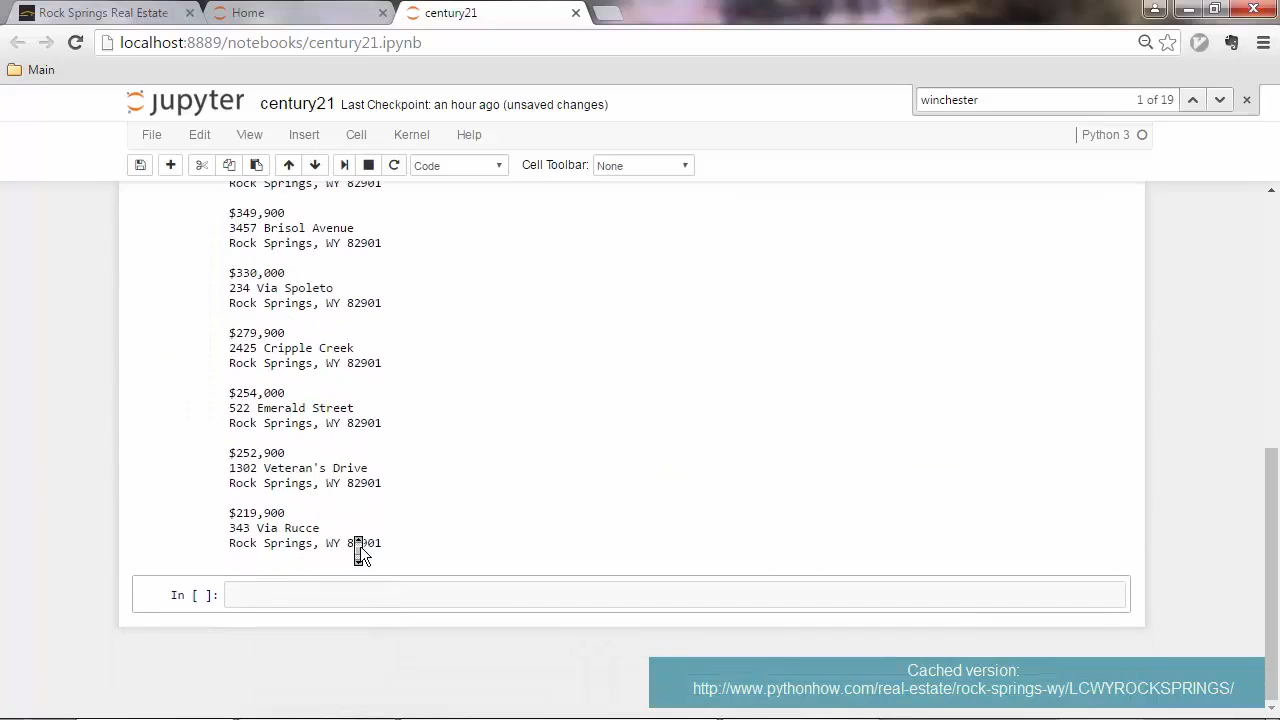 Rock Springs Real Estate
Home
century21
localhost:8889/notebooks/century21.ipynb
Main
jupyter century21 Last Checkpoint: an hour ago (unsaved changes)
winchester 1 of 19
File Edit View Insert Cell Kernel Help
Python 3
Code Cell Toolbar: None
Rock Springs, WY 82901
$349,900
3457 Brisol Avenue
Rock Springs, WY 82901
$330,000
234 Via Spoleto
Rock Springs, WY 82901
$279,900
2425 Cripple Creek
Rock Springs, WY 82901
$254,000
522 Emerald Street
Rock Springs, WY 82901
$252,900
1302 Veteran's Drive
Rock Springs, WY 82901
$219,900
343 Via Rucce
Rock Springs, WY 82901
In [ ]:
Cached version:
http://www.pythonhow.com/real-estate/rock-springs-wy/LCWYROCKSPRINGS/